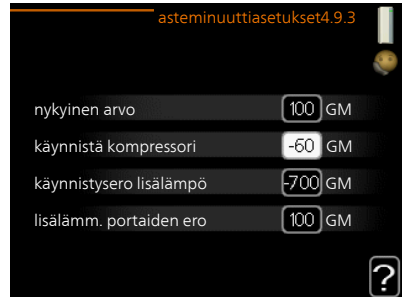 asteminuuttiasetukset4.9.3
nykyinen arvo 100 GM
käynnistä kompressori -60 GM
käynnistysero lisälämpö -700 GM
lisälämm. portaiden ero 100 GM
?